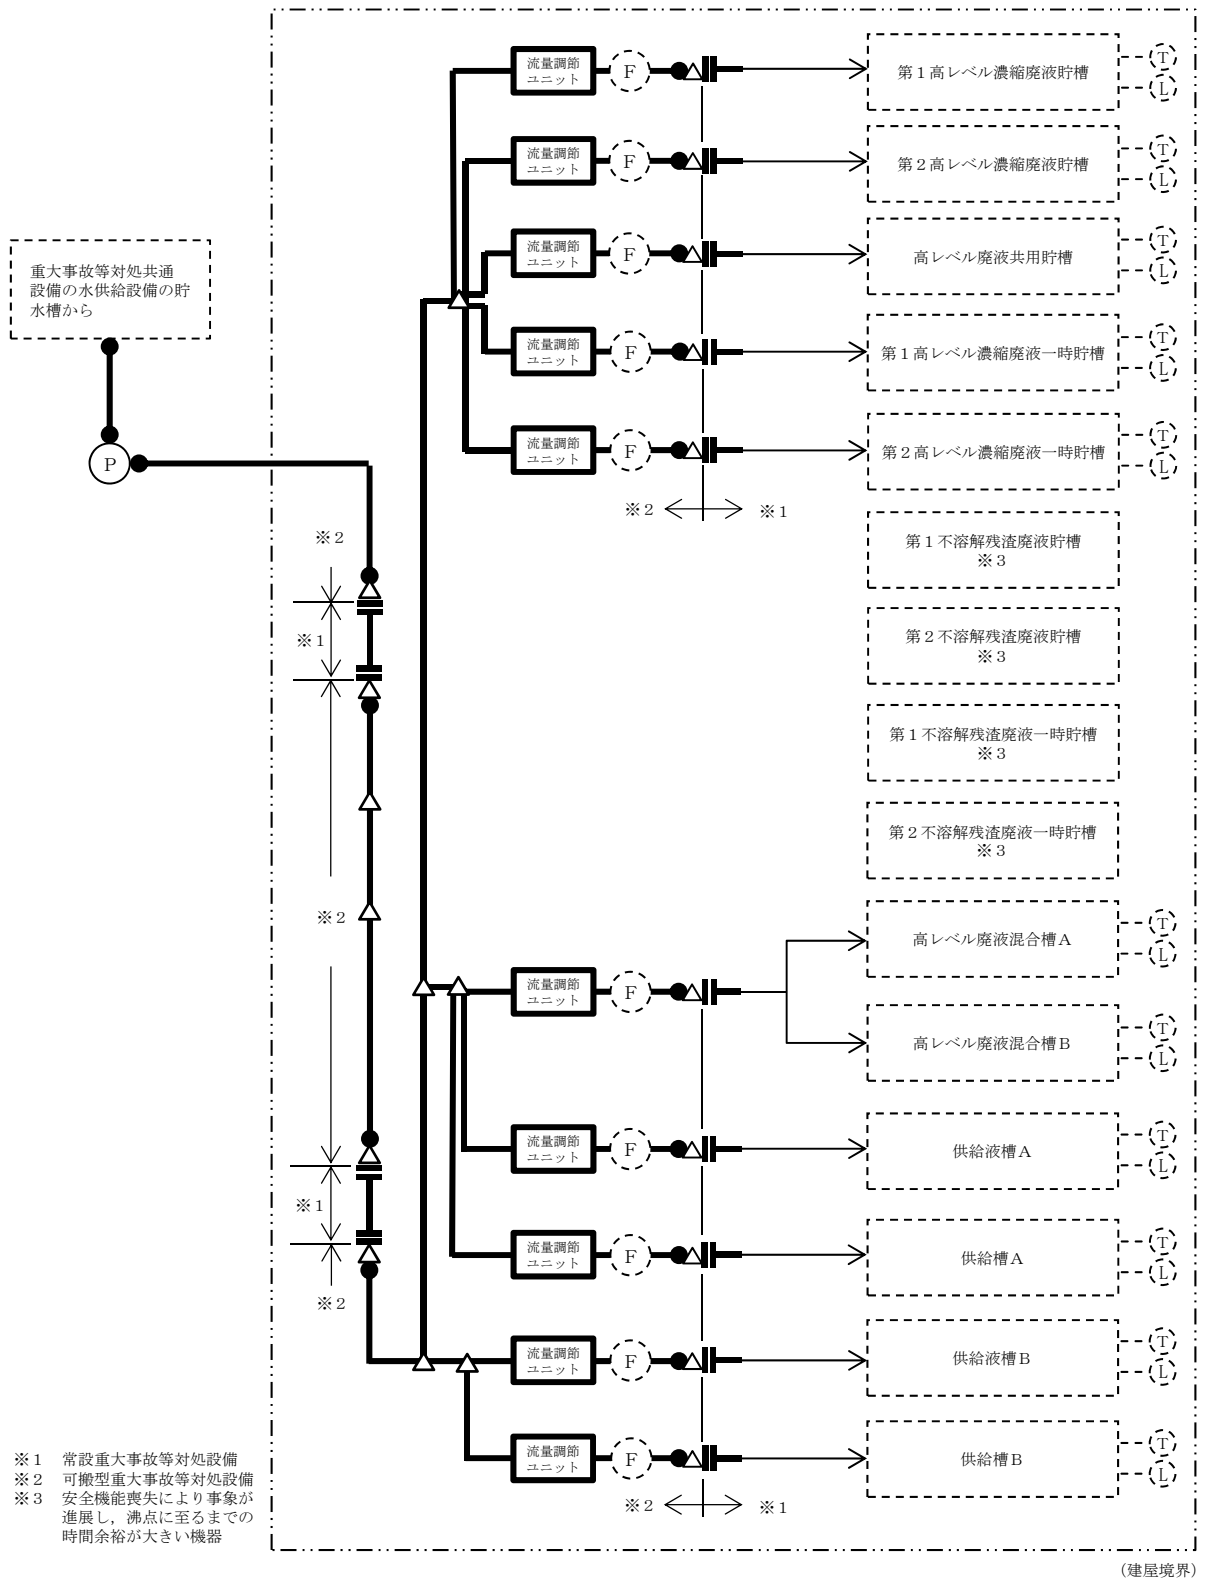 重大事故等対処共通
設備の水供給設備の貯
水槽から
P
流量調節
ユニット
F
第1高レベル濃縮廃液貯槽
T
L
流量調節
ユニット
F
第2高レベル濃縮廃液貯槽
T
L
流量調節
ユニット
F
高レベル廃液共用貯槽
T
L
流量調節
ユニット
F
第1高レベル濃縮廃液一時貯槽
T
L
流量調節
ユニット
F
第2高レベル濃縮廃液一時貯槽
T
L
※2
※1
第1不溶解残渣廃液貯槽
※3
第2不溶解残渣廃液貯槽
※3
第1不溶解残渣廃液一時貯槽
※3
第2不溶解残渣廃液一時貯槽
※3
※2
※1
※2
※1
※2
流量調節
ユニット
F
高レベル廃液混合槽A
T
L
高レベル廃液混合槽B
T
L
流量調節
ユニット
F
供給液槽A
T
L
流量調節
ユニット
F
供給槽A
T
L
流量調節
ユニット
F
供給液槽B
T
L
流量調節
ユニット
F
供給槽B
T
L
※2
※1
※1 常設重大事故等対処設備
※2 可搬型重大事故等対処設備
※3 安全機能喪失により事象が
進展し，沸点に至るまでの
時間余裕が大きい機器
（建屋境界）